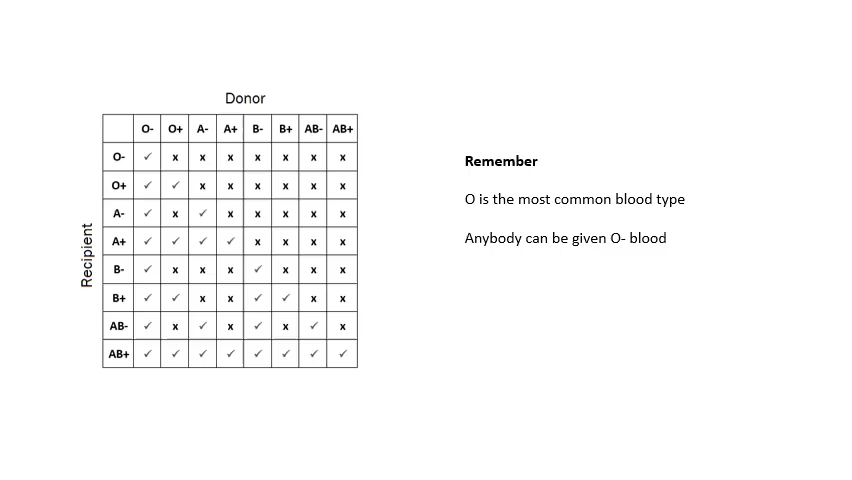 Donor
O- O+ A- A+ B- B+ AB- AB+
O- ✓ x x x x x x x
O+ ✓ ✓ x x x x x x
A- ✓ x ✓ x x x x x
A+ ✓ ✓ ✓ ✓ x x x x
B- ✓ x x x ✓ x x x
B+ ✓ ✓ x x ✓ ✓ x x
AB- ✓ x ✓ x ✓ x ✓ x
AB+ ✓ ✓ ✓ ✓ ✓ ✓ ✓ ✓
Recipient
Remember
O is the most common blood type
Anybody can be given O- blood